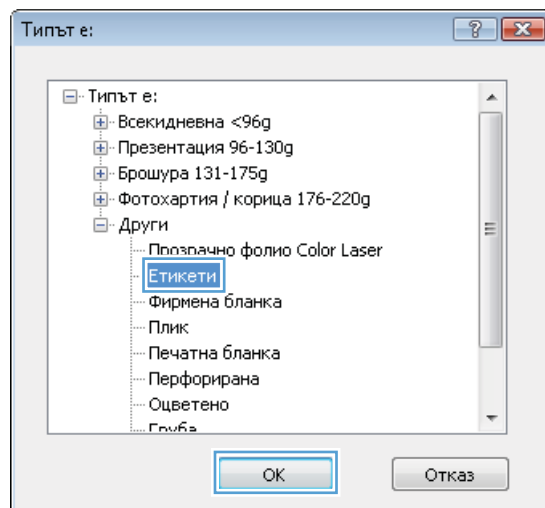 Типът е:
Типът е:
Всекидневна <96g
Презентация 96-130g
Брошура 131-175g
Фотохартия / корица 176-220g
Други
Прозрачно фолио Color Laser
Етикети
Фирмена бланка
Плик
Печатна бланка
Перфорирана
Оцветено
Груба
OK
Отказ